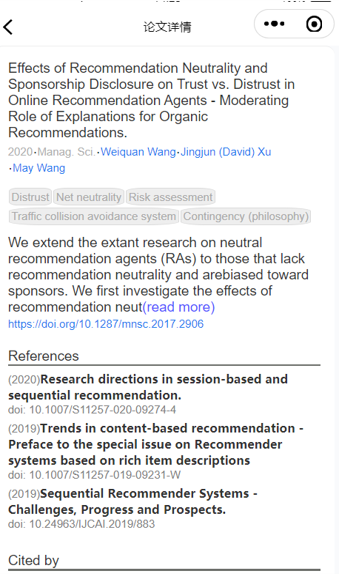 论文详情
Effects of Recommendation Neutrality and
Sponsorship Disclosure on Trust vs. Distrust in
Online Recommendation Agents - Moderating
Role of Explanations for Organic
Recommendations.
2020·Manag. Sci.·Weiquan Wang·Jingjun (David) Xu
·May Wang
Distrust Net neutrality Risk assessment
Traffic collision avoidance system Contingency (philosophy)
We extend the extant research on neutral
recommendation agents (RAs) to those that lack
recommendation neutrality and arebiased toward
sponsors. We first investigate the effects of
recommendation neut(read more)
https://doi.org/10.1287/mnsc.2017.2906
References
(2020)Research directions in session-based and
sequential recommendation.
doi: 10.1007/S11257-020-09274-4
(2019)Trends in content-based recommendation -
Preface to the special issue on Recommender
systems based on rich item descriptions
doi: 10.1007/S11257-019-09231-W
(2019)Sequential Recommender Systems -
Challenges, Progress and Prospects.
doi: 10.24963/IJCAI.2019/883
Cited by